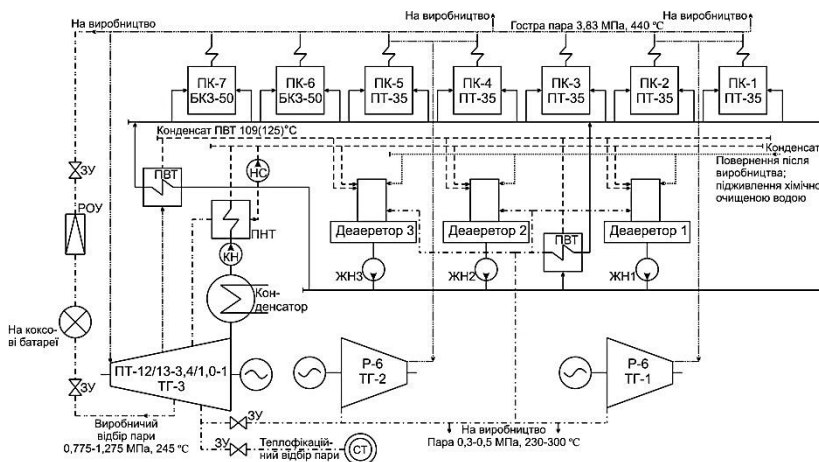 На виробництво
На виробництво
Гостра пара 3,83 МПа, 440 ℃
ПК-7
БКЗ-50
ПК-6
БКЗ-50
ПК-5
ПТ-35
ПК-4
ПТ-35
ПК-3
ПТ-35
ПК-2
ПТ-35
ПК-1
ПТ-35
Конденсат ПВТ 109(125)°С
Конденсат
Повернення після
виробництва;
підживлення хімічно
очищеною водою
ЗУ
ПВТ
НС
РОУ
ПНТ
КН
Деаеретор 3
Деаеретор 2
ПВТ
Деаеретор 1
ЖН3
ЖН2
ЖН1
Кон-
денсатор
На коксо-
ві батареї
ПТ-12/13-3,4/1,0-1
ТГ-3
Р-6
ТГ-2
Р-6
ТГ-1
ЗУ
ЗУ
Виробничий
відбір пари
0,775-1,275 МПа, 245 ℃
ЗУ
Теплофікацій-
ний відбір пари
СТ
На виробництво
Пара 0,3-0,5 МПа, 230-300 ℃